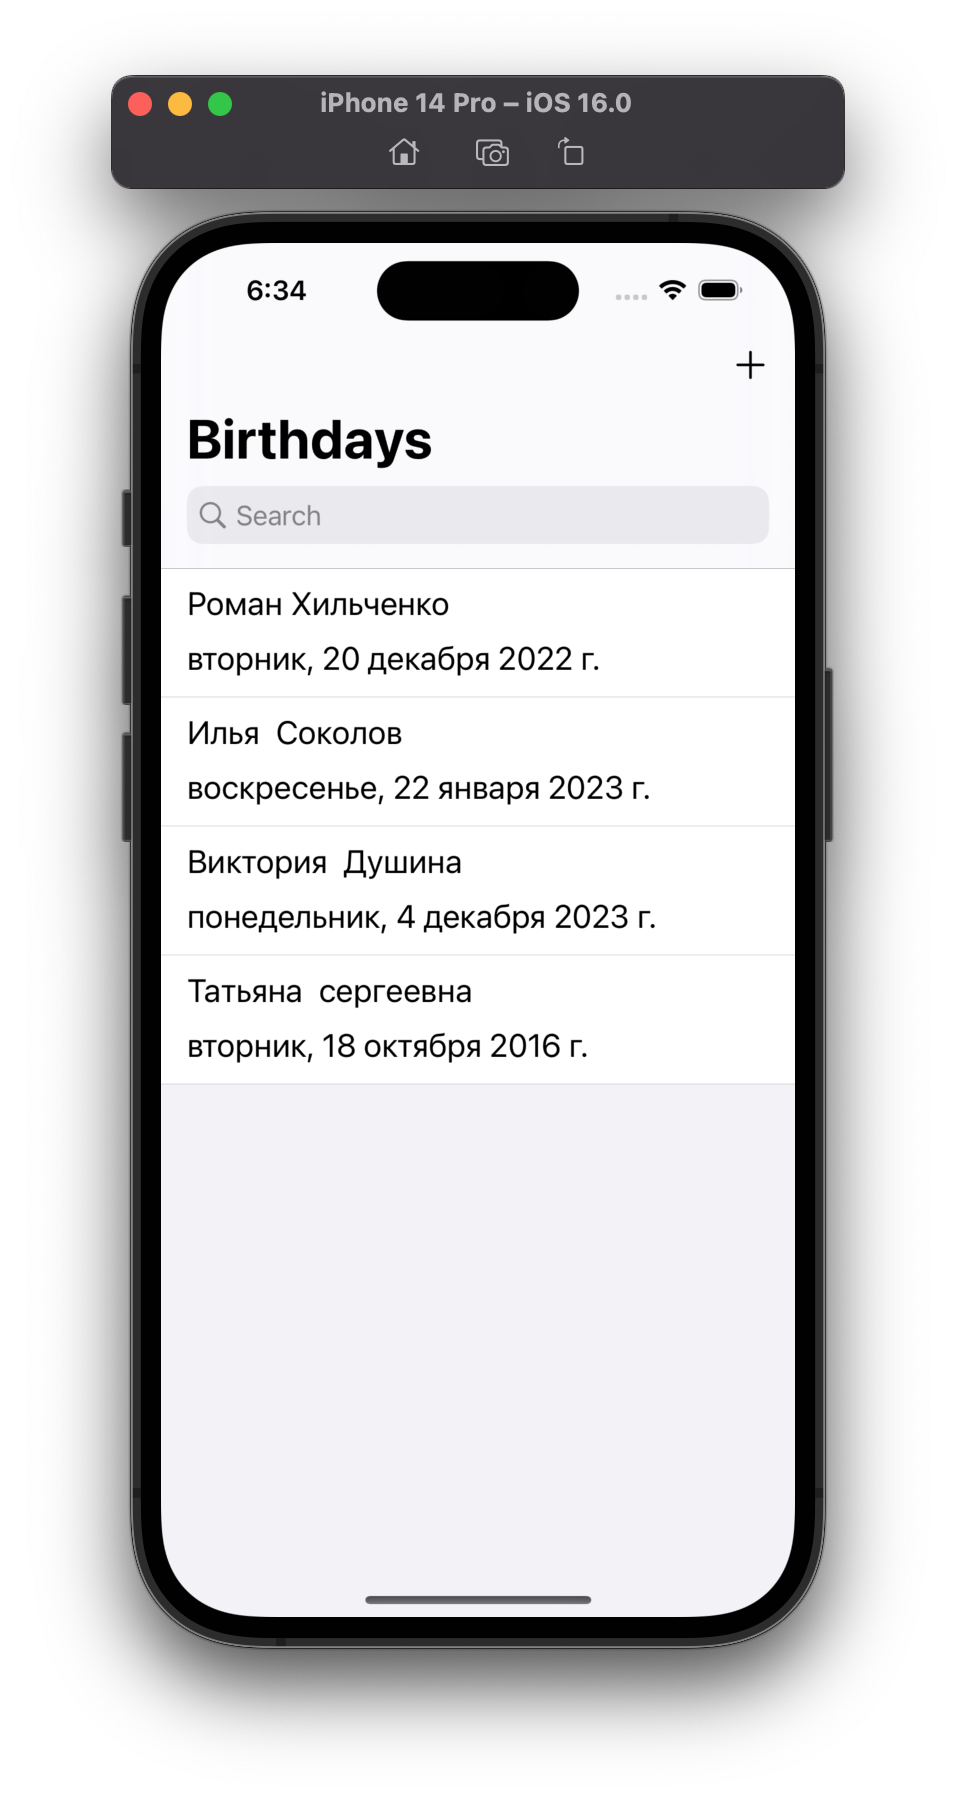 iPhone 14 Pro – iOS 16.0
6:34
Birthdays
Search
Роман Хильченко
вторник, 20 декабря 2022 г.
Илья  Соколов
воскресенье, 22 января 2023 г.
Виктория  Душина
понедельник, 4 декабря 2023 г.
Татьяна  сергеевна
вторник, 18 октября 2016 г.